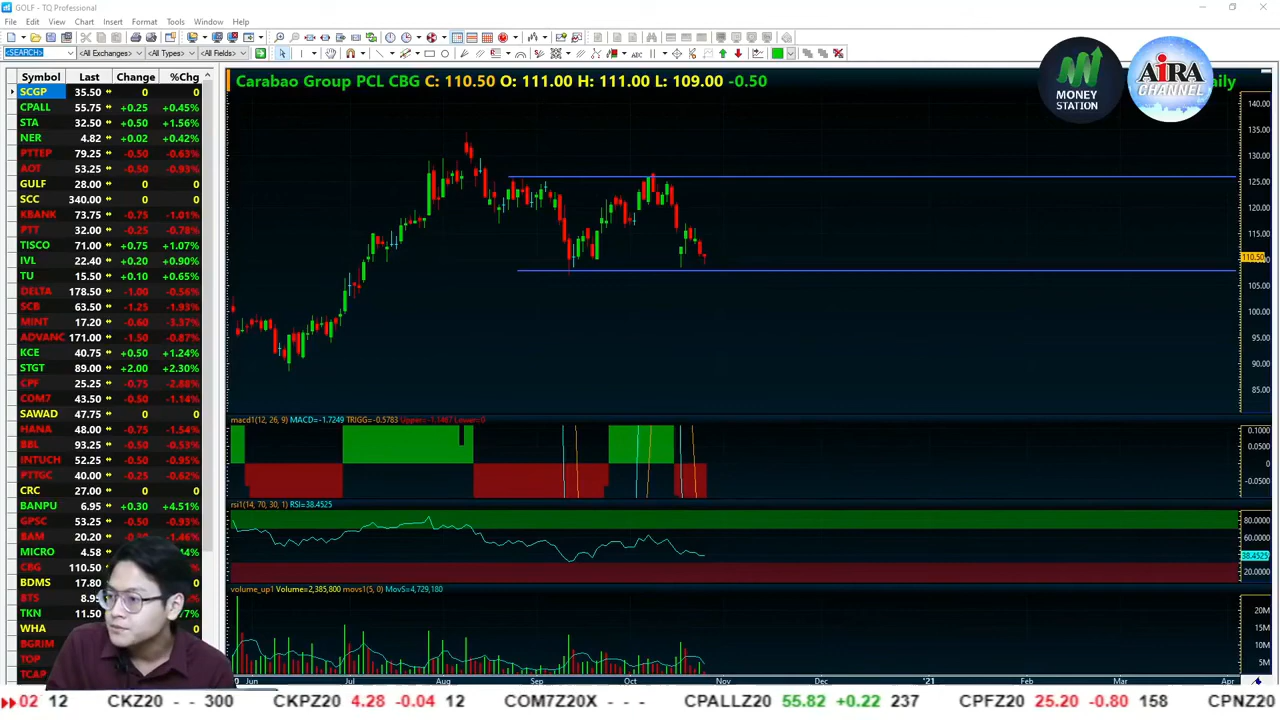 GOLF - TQ Professional
File Edit View Chart Insert Format Tools Window Help
<SEARCH> <All Exchanges> <All Types> <All Fields>
Symbol Last Change %Chg
SCGP 35.50 0 0
CPALL 55.75 +0.25 +0.45%
STA 32.50 +0.50 +1.56%
NER 4.82 +0.02 +0.42%
PTTEP 79.25 -0.50 -0.63%
AOT 53.25 -0.50 -0.93%
GULF 28.00 0 0
SCC 340.00 0 0
KBANK 73.75 -0.75 -1.01%
PTT 32.00 -0.25 -0.78%
TISCO 71.00 +0.75 +1.07%
IVL 22.40 +0.20 +0.90%
TU 15.50 +0.10 +0.65%
DELTA 178.50 -1.00 -0.56%
SCB 63.50 -1.25 -1.93%
MINT 17.20 -0.60 -3.37%
ADVANC 171.00 -1.50 -0.87%
KCE 40.75 +0.50 +1.24%
STGT 89.00 +2.00 +2.30%
CPF 25.25 -0.75 -2.88%
COM7 43.50 -0.50 -1.14%
SAWAD 47.75 0 0
HANA 48.00 -0.75 -1.54%
BBL 93.25 -0.50 -0.53%
INTUCH 52.25 -0.50 -0.95%
PTTGC 40.00 -0.25 -0.62%
CRC 27.00 0 0
BANPU 6.95 +0.30 +4.51%
GPSC 53.25 -0.50 -0.93%
BAM 20.20 -1.46%
MICRO 4.58
CBG 110.50
BDMS 17.80
BTS
TKN 11.50
WHA
BGRIM
TOP
TCAP
Carabao Group PCL CBG C: 110.50 O: 111.00 H: 111.00 L: 109.00 -0.50
MONEY STATION
AiRA CHANNEL
140.00
135.00
130.00
125.00
120.00
115.00
110.50
105.00
100.00
95.00
90.00
85.00
macd1(12, 26, 9) MACD=-1.7249 TRIGG=-0.5783 Upper=-1.1467 Lower=0
0.1000
0.0500
0
-0.0500
rsi1(14, 70, 30, 1) RSI=38.4525
80.0000
60.0000
38.4525
20.0000
volume_up1 Volume=2,385,800 movs1(5, 0) MovS=4,729,180
20M
15M
10M
5M
Jun Jul Aug Sep Oct Nov Dec '21 Feb Mar Apr
02 12 CKZ20 - - 300 CKPZ20 4.28 -0.04 12 COM7Z20X - - - CPALLZ20 55.82 +0.22 237 CPFZ20 25.20 -0.80 158 CPNZ20